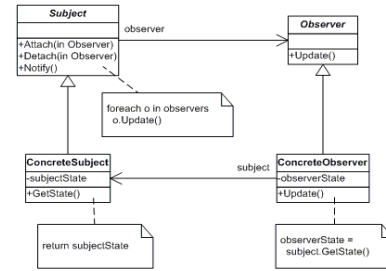 Subject
+Attach(in Observer)
+Detach(in Observer)
+Notify()
observer
Observer
+Update()
foreach o in observers
o.Update()
ConcreteSubject
-subjectState
+GetState()
subject
ConcreteObserver
-observerState
+Update()
return subjectState
observerState =
subject.GetState()